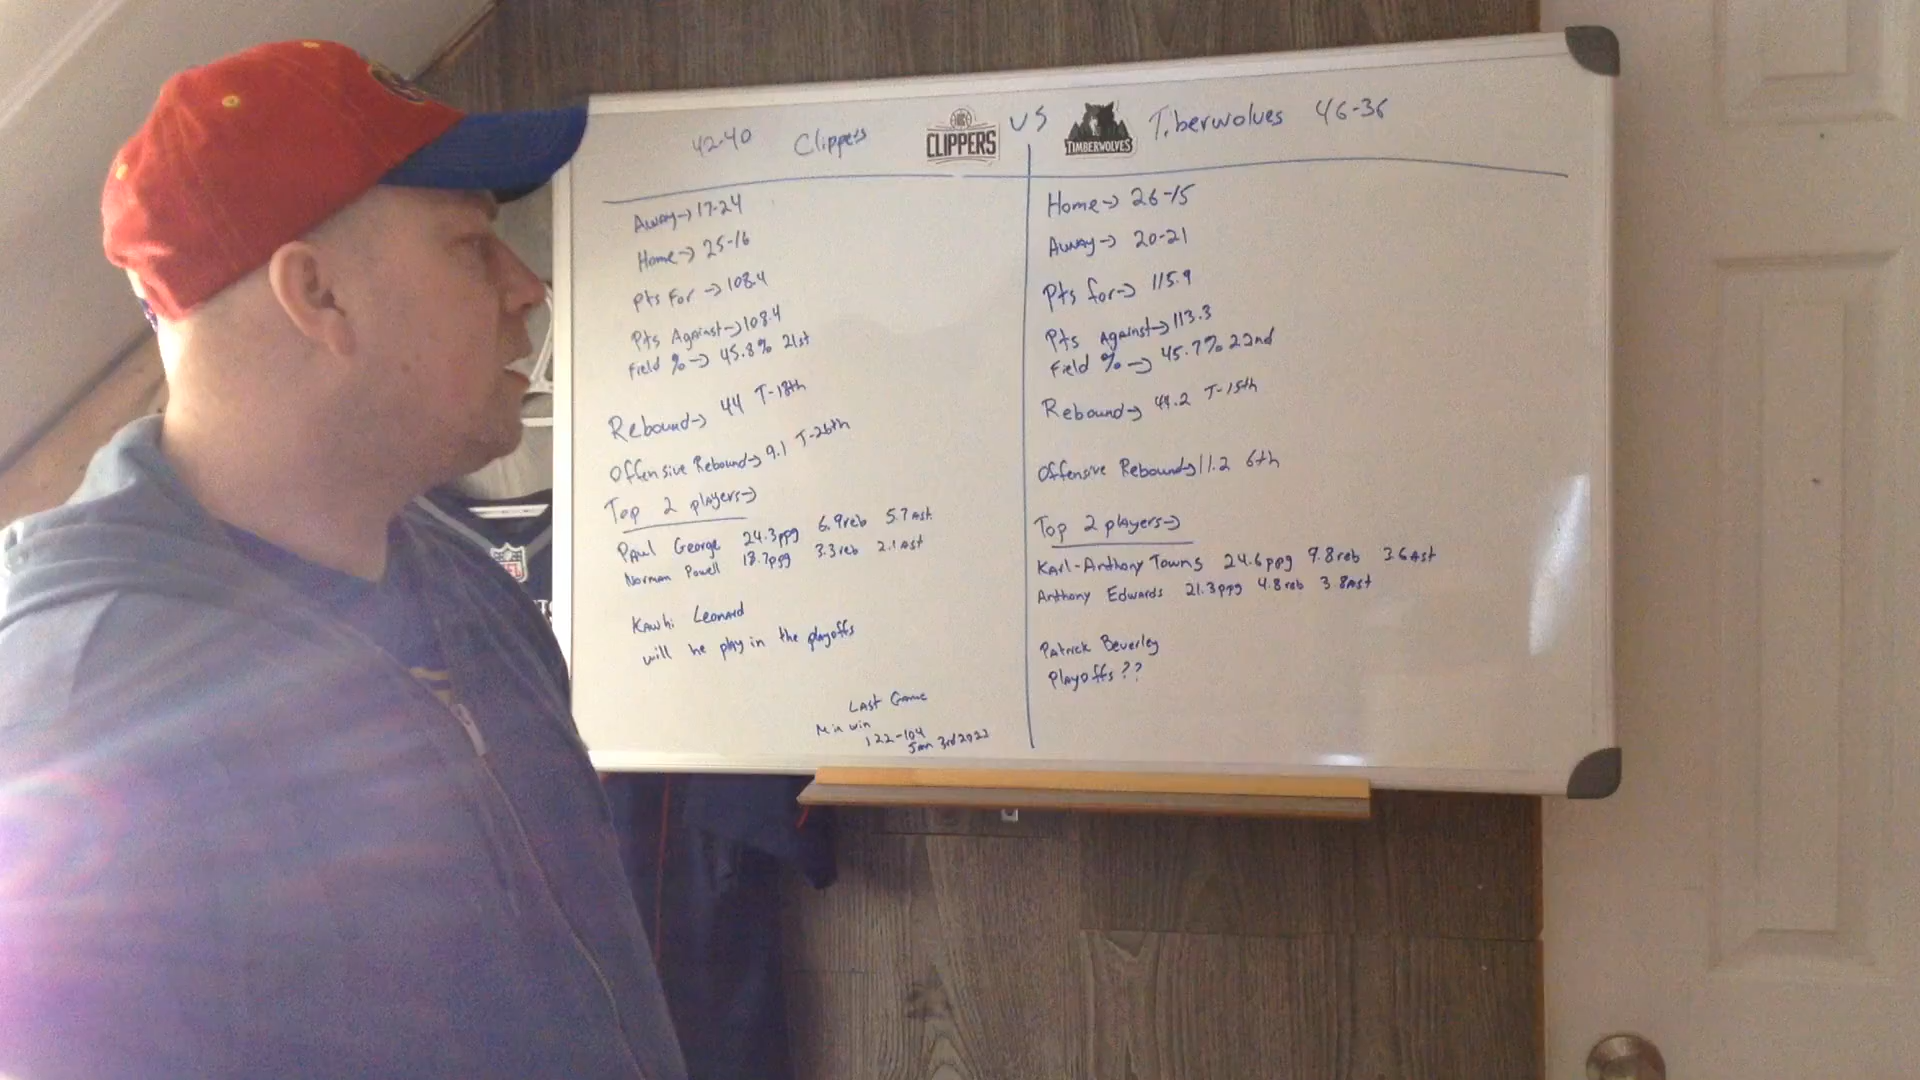 42-40 Clippers CLIPPERS VS TIMBERWOLVES T.berwolves 46-36
Away→ 17-24
Home→ 25-16
Pts For → 108.4
Pts Against→ 108.4
Field %→ 45.8% 21st
Rebound→ 44 T-18th
Offensive Rebound→ 9.1 T-26th
Top 2 players→
Paul George 24.3ppg 6.9reb 5.7Ast
Norman Powell 18.7ppg 3.3reb 2.1Ast
Kawhi Leonard
will he play in the playoffs
Last Game
Min win
122-104
Jan 3rd 2022
Home→ 26-15
Away→ 20-21
Pts for→ 115.9
Pts Against→ 113.3
Field %→ 45.7% 22nd
Rebound→ 44.2 T-15th
Offensive Rebound→ 11.2 6th
Top 2 players→
Karl-Anthony Towns 24.6ppg 9.8reb 3.6Ast
Anthony Edwards 21.3ppg 4.8reb 3.8Ast
Patrick Beverley
Playoffs??
NFL